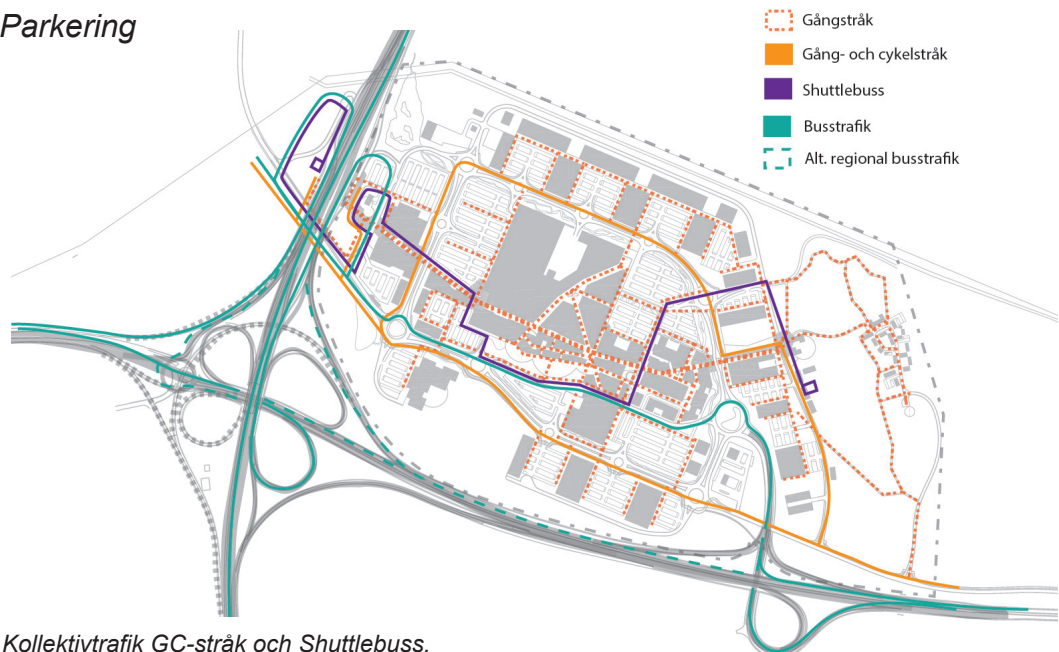 Parkering
Gångstråk
Gång- och cykelstråk
Shuttlebuss
Busstrafik
Alt. regional busstrafik
Kollektivtrafik GC-stråk och Shuttlebuss.